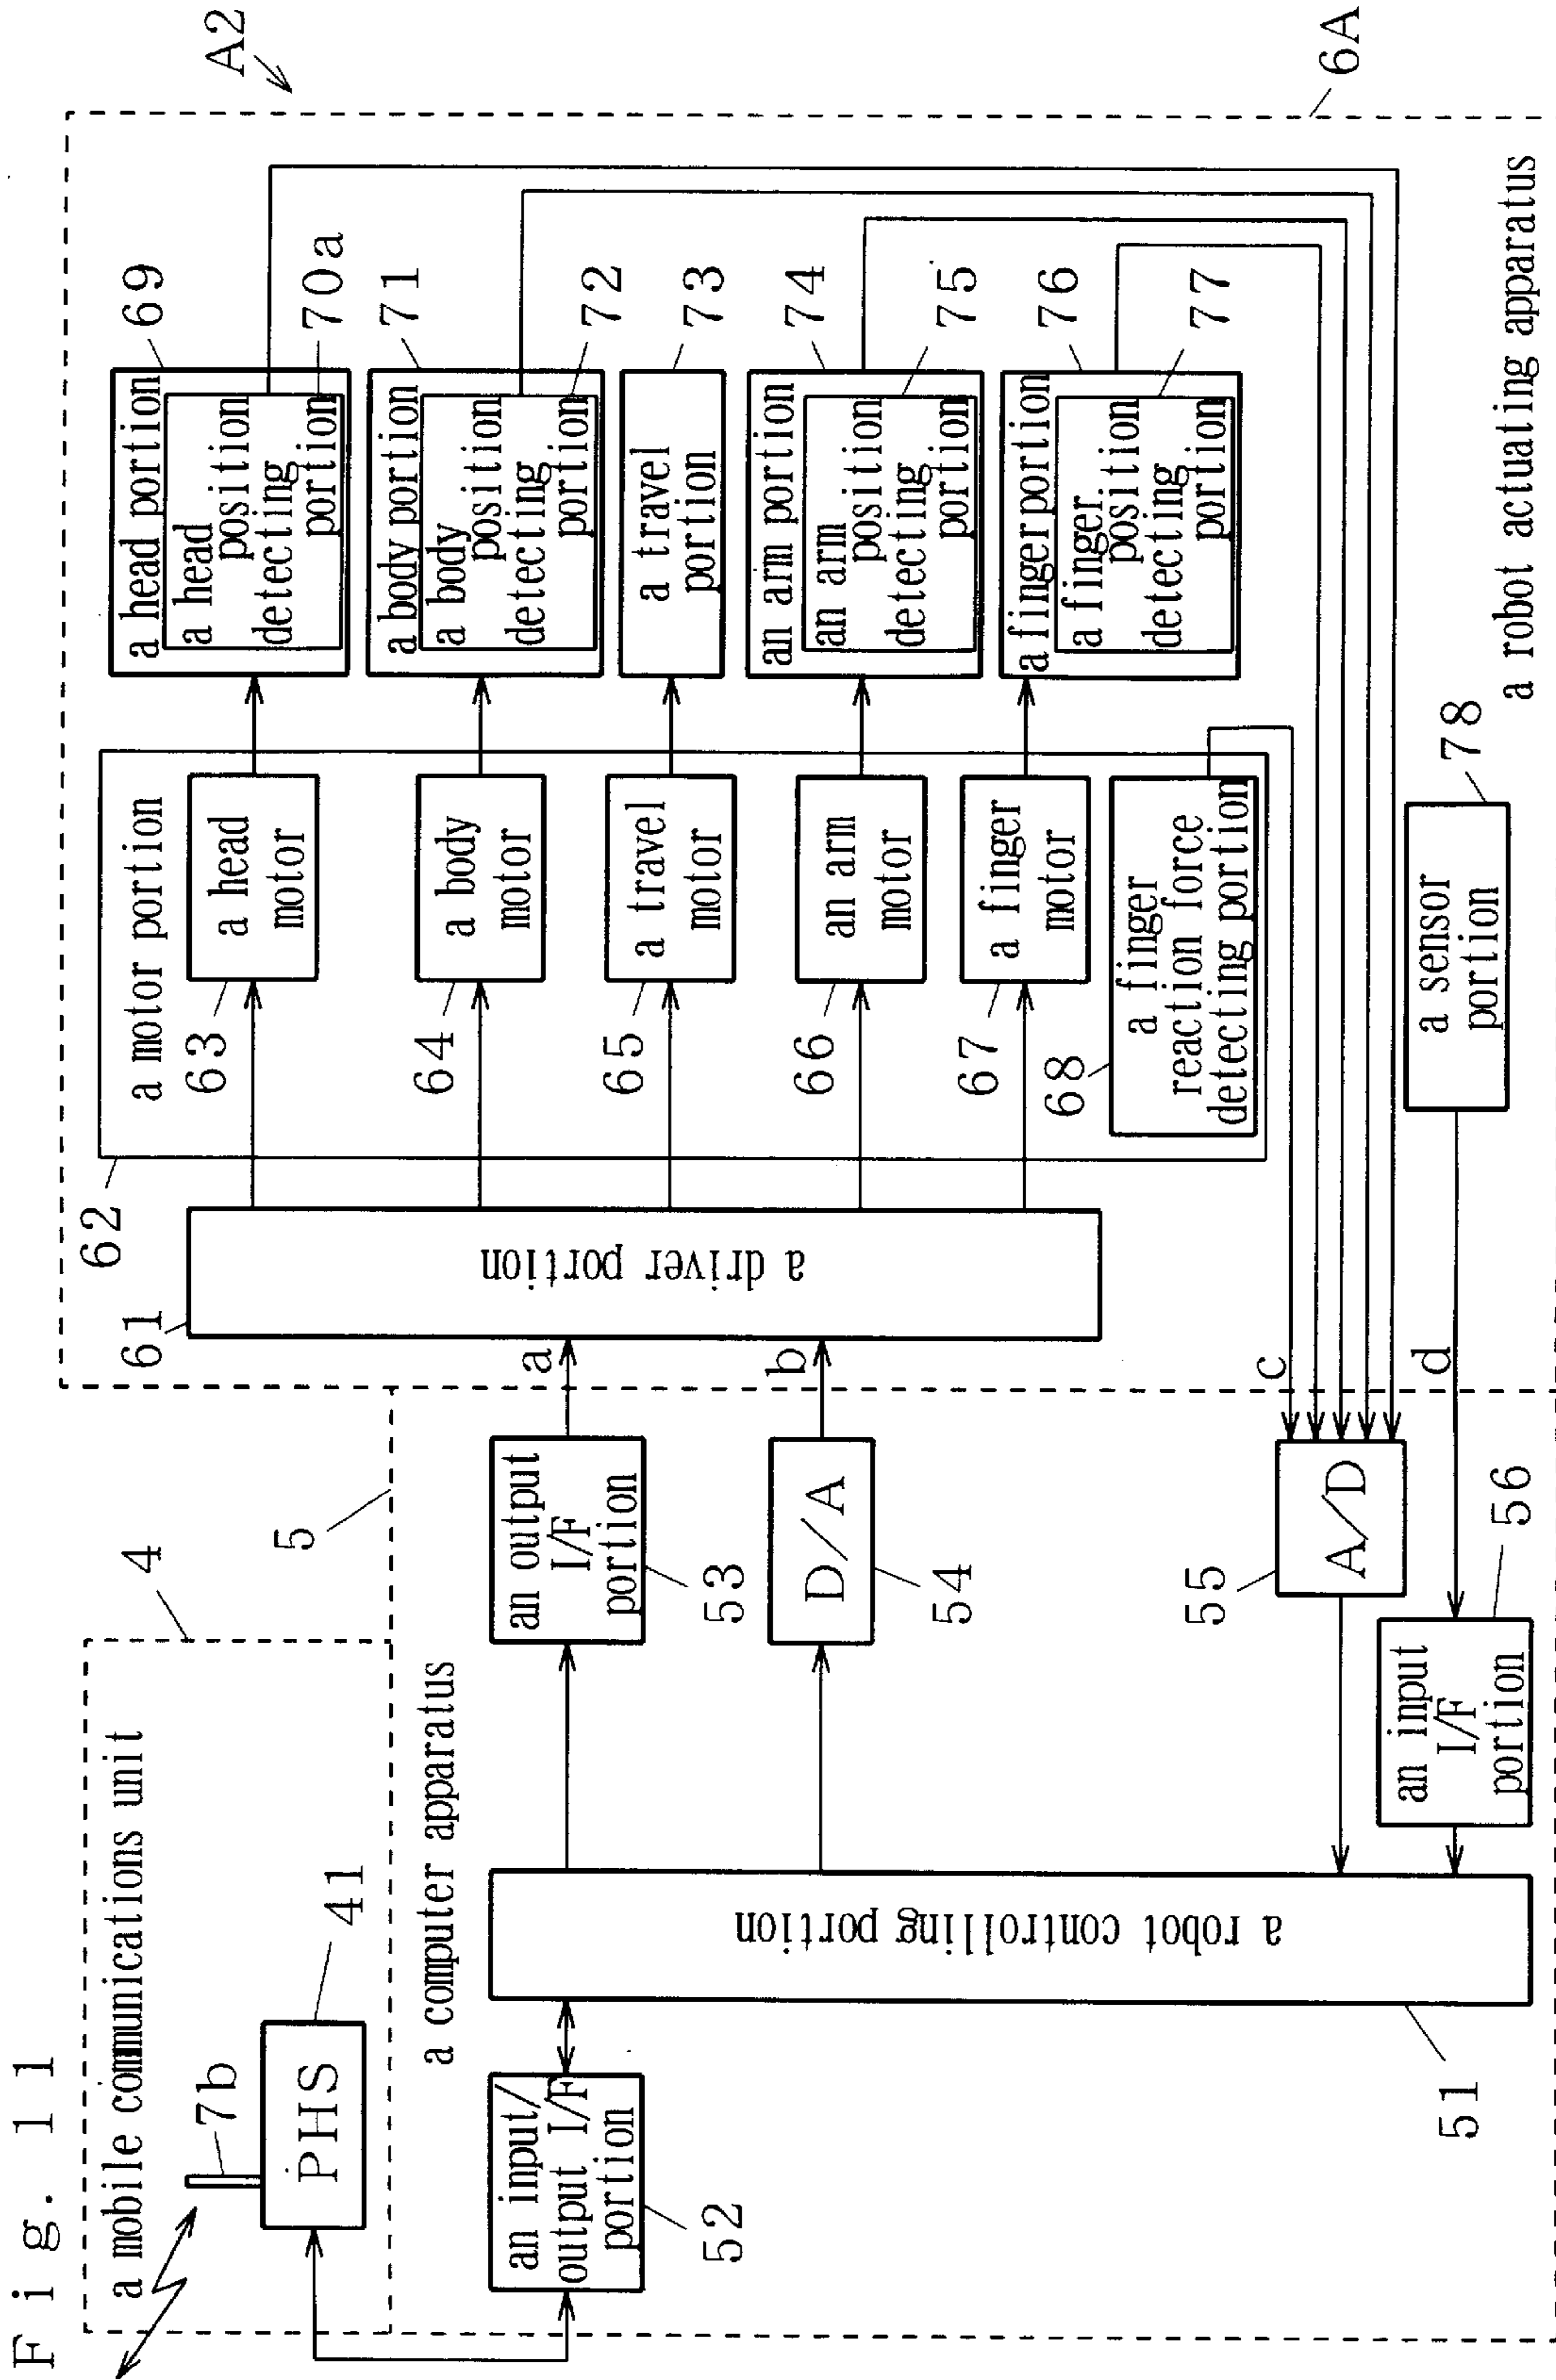 Fig. 11
A2
a mobile communications unit
4
7b
PHS
41
5
a computer apparatus
an input/
output I/F
portion
52
a robot controlling portion
51
an output
I/F
portion
53
D/A
54
A/D
55
an input
I/F
portion
56
a
b
c
d
61
a driver portion
62
a motor portion
63
a head
motor
64
a body
motor
65
a travel
motor
66
an arm
motor
67
a finger
motor
68
a finger
reaction force
detecting portion
69
a head portion
a head
position
detecting
portion
70a
71
a body portion
a body
position
detecting
portion
72
a travel
portion
73
74
an arm portion
an arm
position
detecting
portion
75
76
a finger portion
a finger
position
detecting
portion
77
a sensor
portion
78
a robot actuating apparatus
6A